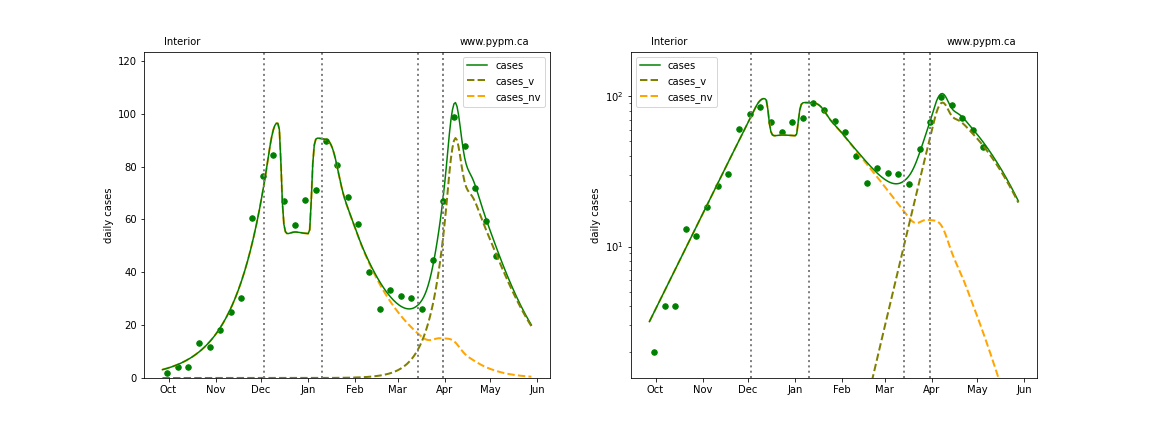 Interior www.pypm.ca
cases
cases_v
cases_nv
daily cases
120
100
80
60
40
20
0
Oct Nov Dec Jan Feb Mar Apr May Jun
Interior www.pypm.ca
cases
cases_v
cases_nv
daily cases
10²
10¹
Oct Nov Dec Jan Feb Mar Apr May Jun